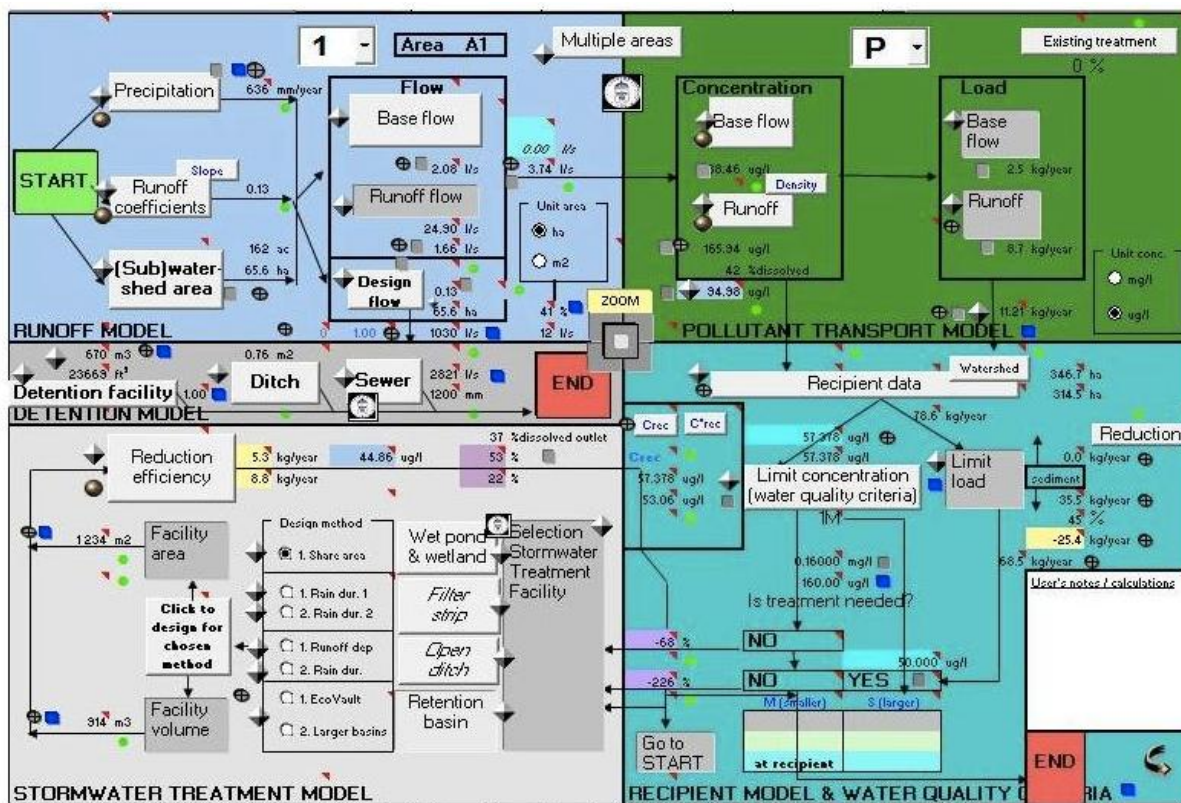 1
Area A1
Multiple areas
Precipitation
636 mm/year
START
Slope
Runoff
coefficients
0.13
(Sub)water-
shed area
162 ac
65.6 ha
Flow
Base flow
2.08 l/s
Runoff flow
24.90 l/s
1.66 l/s
Design
flow
0.13
65.6 ha
0 1.00 1030 l/s
0.00 l/s
3.74 l/s
Unit area
ha
m2
41 %
12 l/s
RUNOFF MODEL
ZOOM
P
Existing treatment
0 %
Concentration
Base flow
Density
Runoff
165.94 ug/l
42 %dissolved
94.98 ug/l
Load
Base
flow
2.5 kg/year
Runoff
8.7 kg/year
11.21 kg/year
Unit conc.
mg/l
ug/l
POLLUTANT TRANSPORT MODEL
670 m3
23663 ft³
Detention facility
1.00
0.76 m2
Ditch
Sewer
2821 l/s
1200 mm
END
DETENTION MODEL
Reduction
efficiency
5.3 kg/year
8.8 kg/year
44.86 ug/l
37 %dissolved outlet
53 %
22 %
1234 m2
Facility
area
Click to
design for
chosen
method
914 m3
Facility
volume
Design method
1. Share area
1. Rain dur. 1
2. Rain dur. 2
1. Runoff dep
2. Rain dur.
1. EcoVault
2. Larger basins
Wet pond
& wetland
Filter
strip
Open
ditch
Retention
basin
Selection
Stormwater
Treatment
Facility
STORMWATER TREATMENT MODEL
Recipient data
Watershed
346.7 ha
314.5 ha
78.6 kg/year
Crec
C*rec
Crec
57.378 ug/l
53.06 ug/l
57.378 ug/l
57.378 ug/l
Limit concentration
(water quality criteria)
1M
Limit
load
Reduction
0.0 kg/year
sediment
35.5 kg/year
45 %
-25.4 kg/year
68.5 kg/year
0.16000 mg/l
160.00 ug/l
Is treatment needed?
-68 %
NO
50.000 ug/l
-226 %
NO
YES
M (smaller)
S (larger)
at recipient
Go to
START
User's notes / calculations
END
RECIPIENT MODEL & WATER QUALITY C
RIA